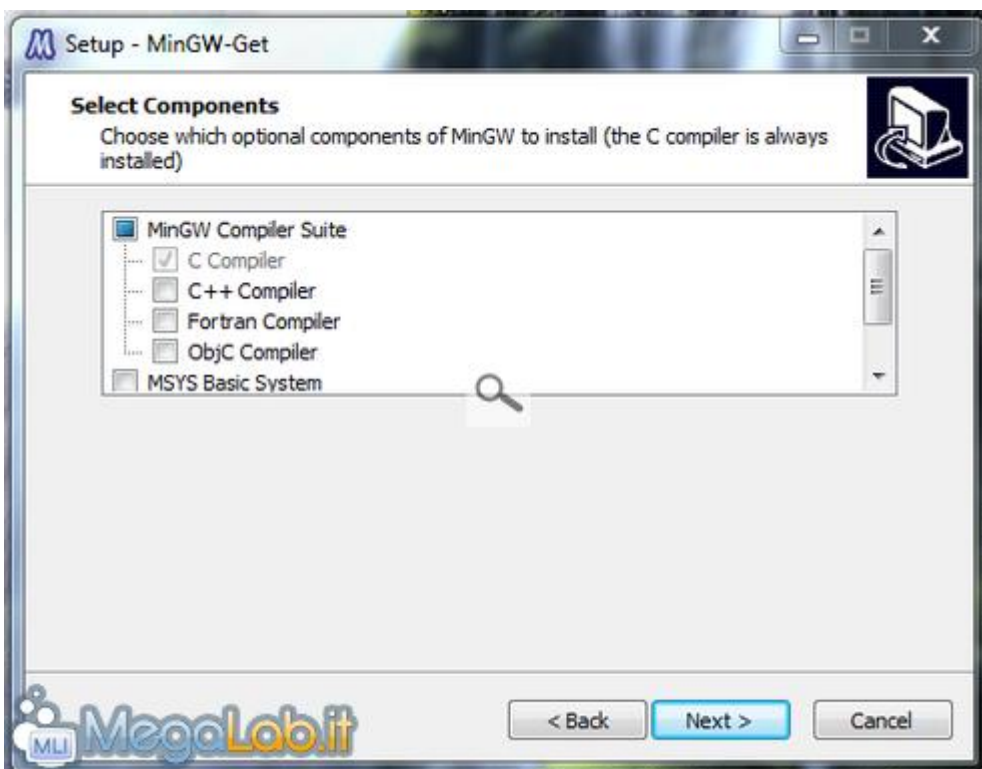 Setup - MinGW-Get
Select Components
Choose which optional components of MinGW to install (the C compiler is always
installed)
MinGW Compiler Suite
C Compiler
C++ Compiler
Fortran Compiler
ObjC Compiler
MSYS Basic System
< Back
Next >
Cancel
MLI
MegaLab.it